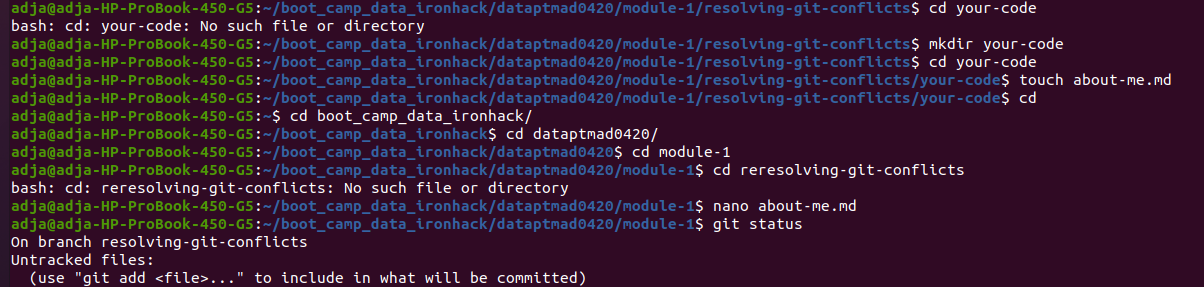 adja@adja-HP-ProBook-450-G5:~/boot_camp_data_ironhack/dataptmad0420/module-1/resolving-git-conflicts$ cd your-code
bash: cd: your-code: No such file or directory
adja@adja-HP-ProBook-450-G5:~/boot_camp_data_ironhack/dataptmad0420/module-1/resolving-git-conflicts$ mkdir your-code
adja@adja-HP-ProBook-450-G5:~/boot_camp_data_ironhack/dataptmad0420/module-1/resolving-git-conflicts$ cd your-code
adja@adja-HP-ProBook-450-G5:~/boot_camp_data_ironhack/dataptmad0420/module-1/resolving-git-conflicts/your-code$ touch about-me.md
adja@adja-HP-ProBook-450-G5:~/boot_camp_data_ironhack/dataptmad0420/module-1/resolving-git-conflicts/your-code$ cd
adja@adja-HP-ProBook-450-G5:~$ cd boot_camp_data_ironhack/
adja@adja-HP-ProBook-450-G5:~/boot_camp_data_ironhack$ cd dataptmad0420/
adja@adja-HP-ProBook-450-G5:~/boot_camp_data_ironhack/dataptmad0420$ cd module-1
adja@adja-HP-ProBook-450-G5:~/boot_camp_data_ironhack/dataptmad0420/module-1$ cd reresolving-git-conflicts
bash: cd: reresolving-git-conflicts: No such file or directory
adja@adja-HP-ProBook-450-G5:~/boot_camp_data_ironhack/dataptmad0420/module-1$ nano about-me.md
adja@adja-HP-ProBook-450-G5:~/boot_camp_data_ironhack/dataptmad0420/module-1$ git status
On branch resolving-git-conflicts
Untracked files:
  (use "git add <file>..." to include in what will be committed)